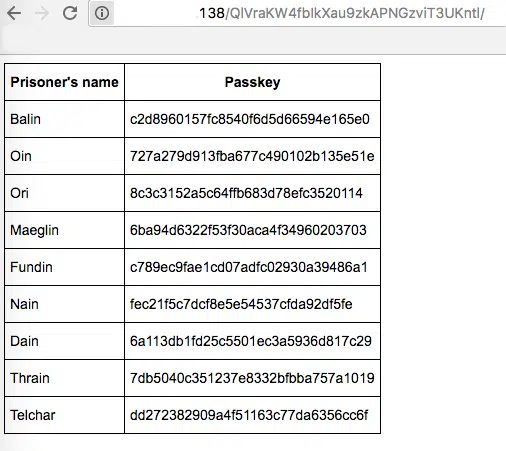 138/QlVraKW4fbIkXau9zkAPNGzviT3UKntl/
Prisoner's name Passkey
Balin c2d8960157fc8540f6d5d66594e165e0
Oin 727a279d913fba677c490102b135e51e
Ori 8c3c3152a5c64ffb683d78efc3520114
Maeglin 6ba94d6322f53f30aca4f34960203703
Fundin c789ec9fae1cd07adfc02930a39486a1
Nain fec21f5c7dcf8e5e54537cfda92df5fe
Dain 6a113db1fd25c5501ec3a5936d817c29
Thrain 7db5040c351237e8332bfbba757a1019
Telchar dd272382909a4f51163c77da6356cc6f